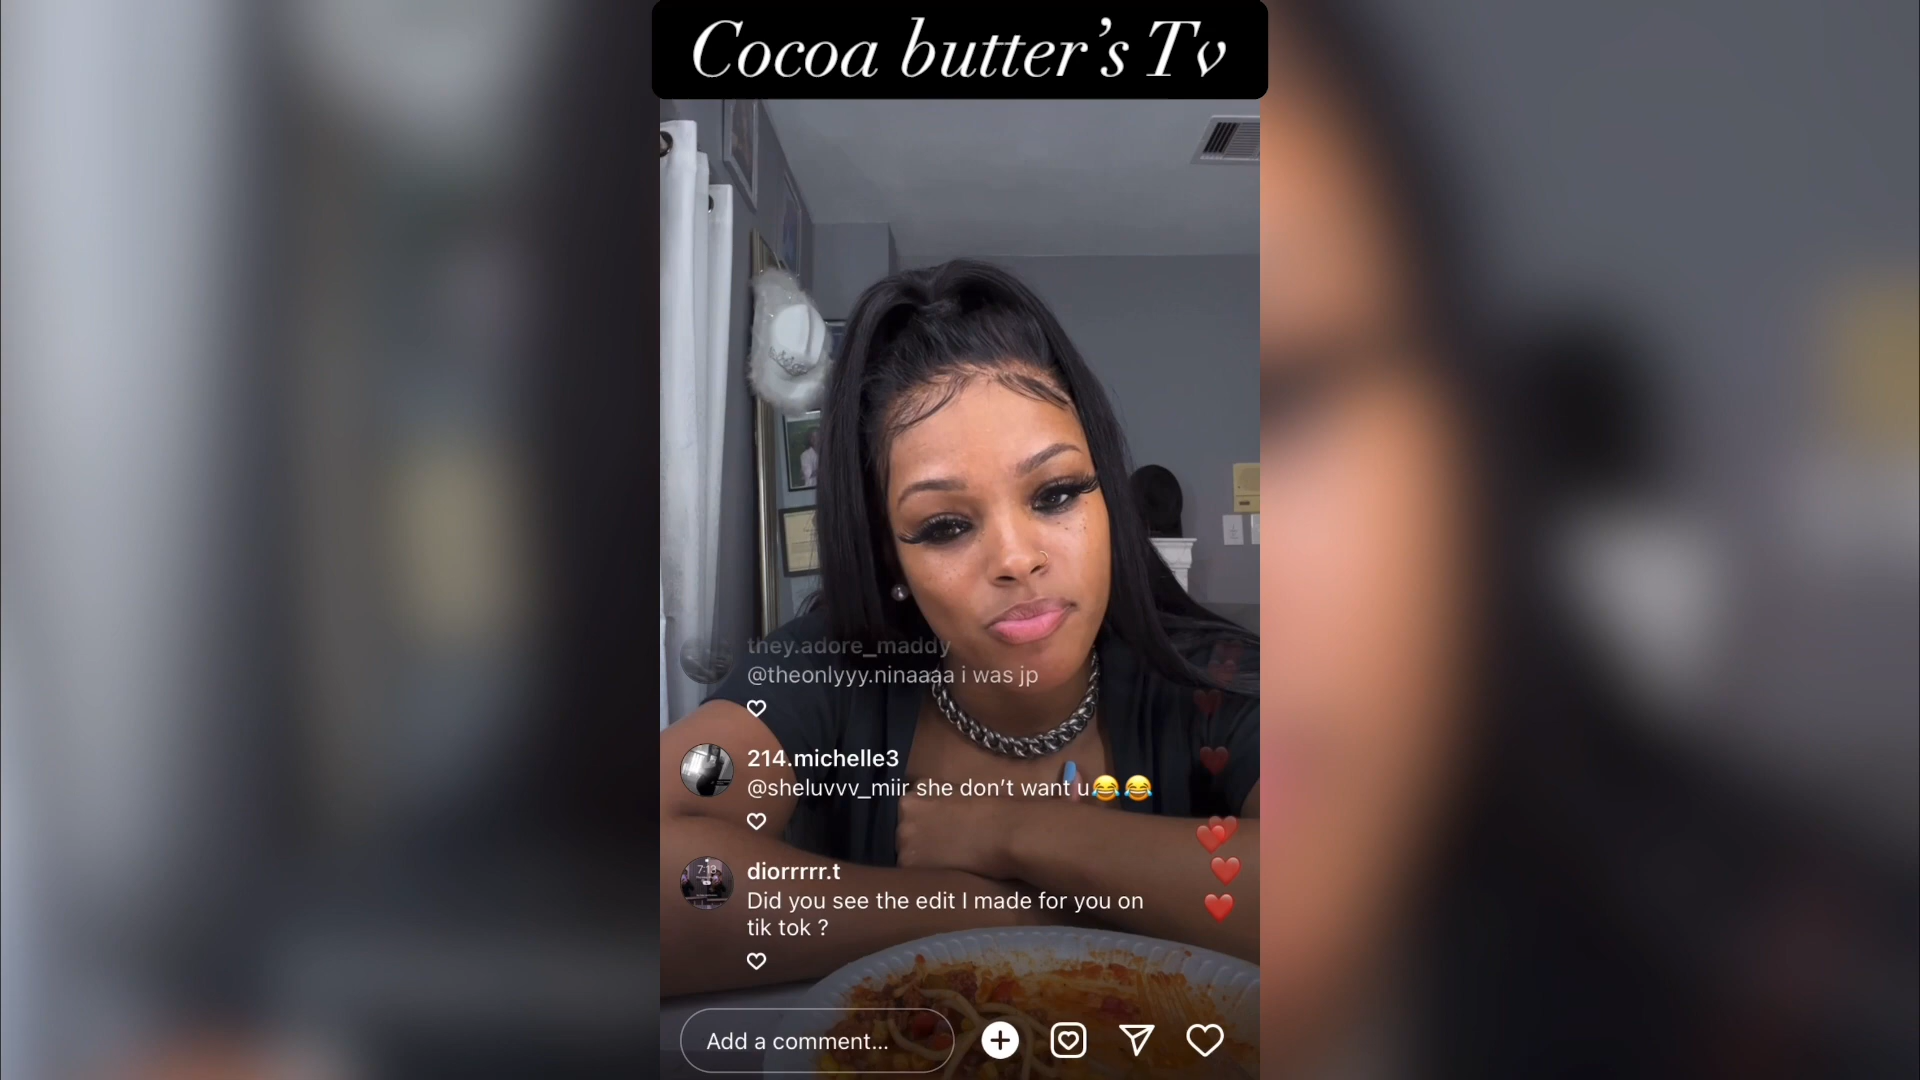 Cocoa butter’s Tv
they.adore_maddy
@theonlyyy.ninaaaa i was jp
214.michelle3
@sheluvvv_miir she don’t want u😂😂
diorrrrr.t
Did you see the edit I made for you on
tik tok ?
Add a comment...